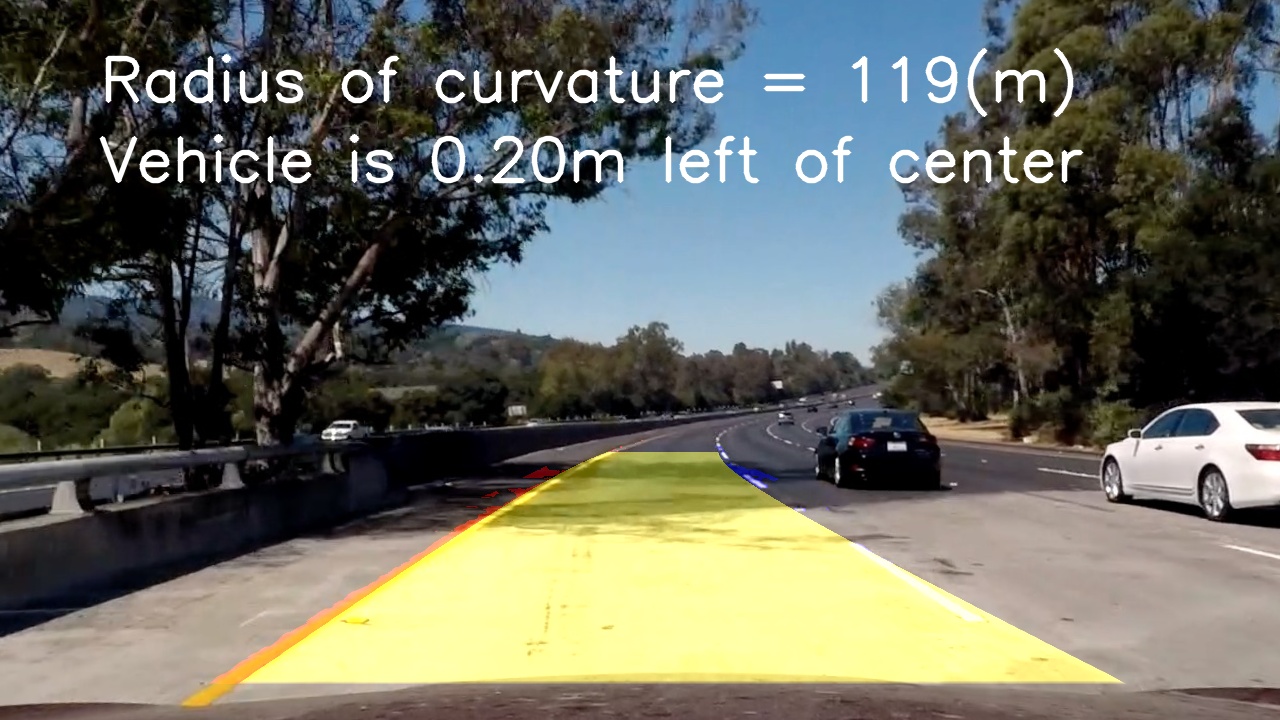 Radius of curvature = 119(m)
Vehicle is 0.20m left of center